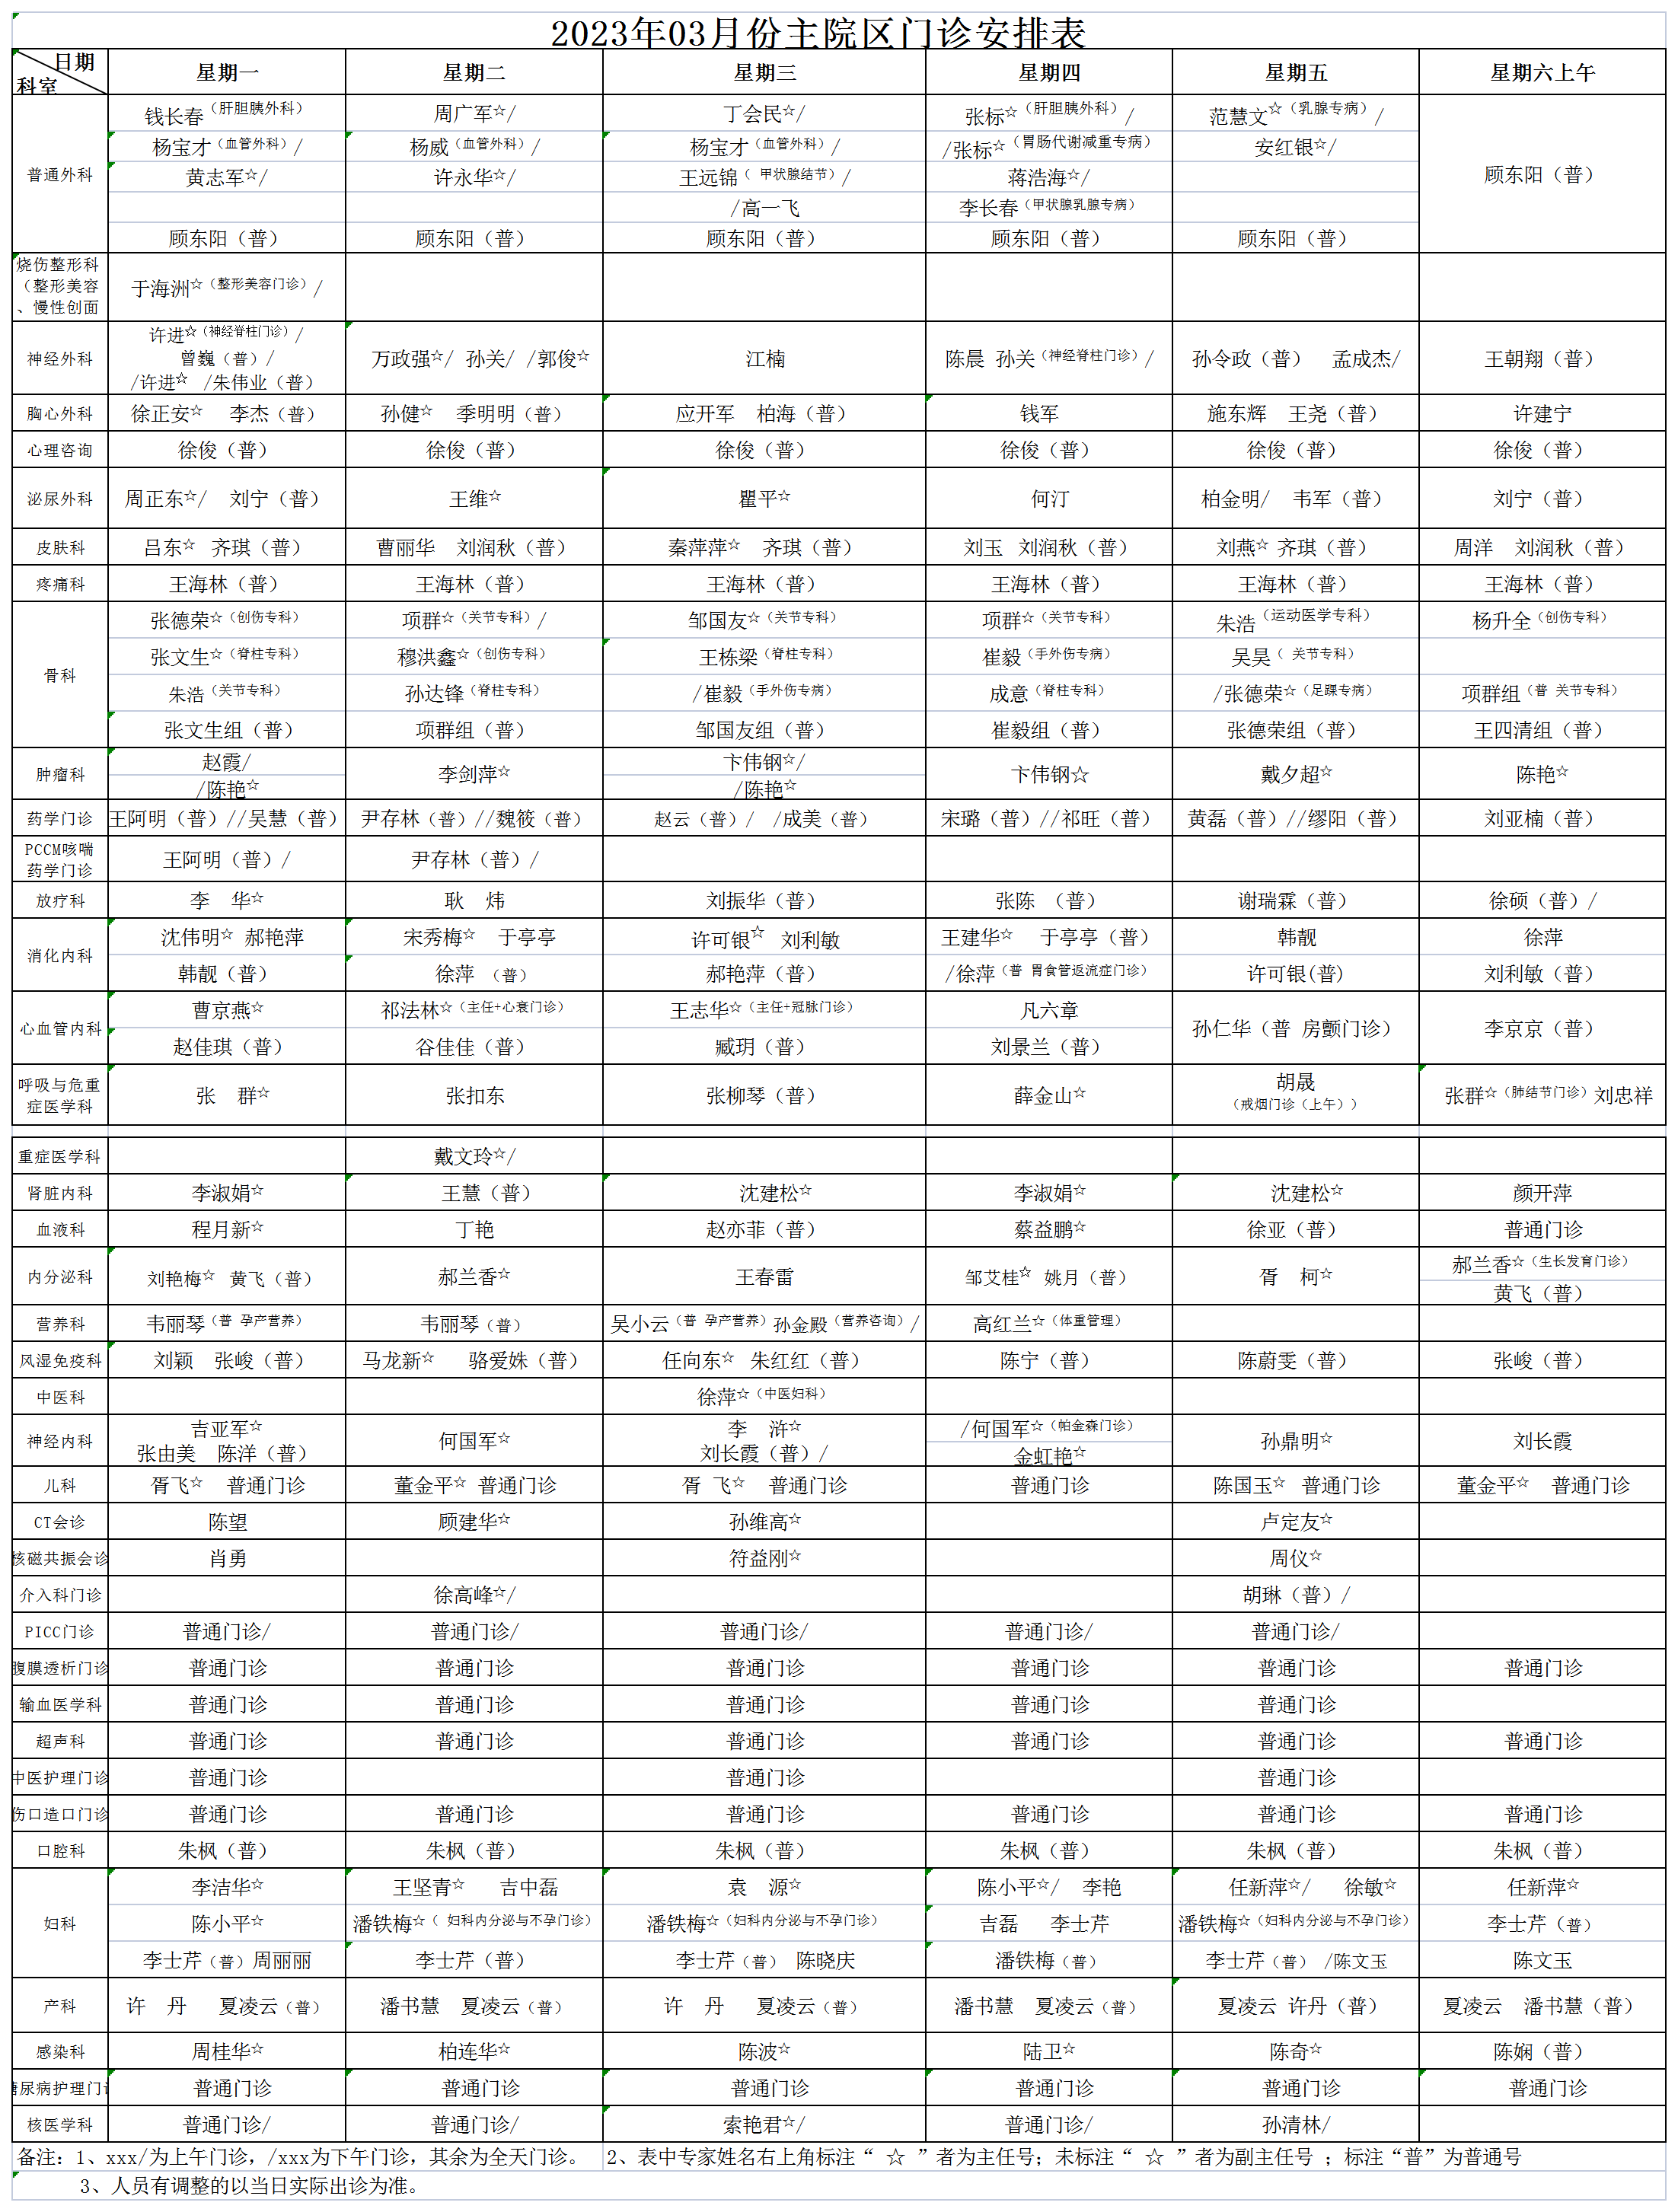 2023年03月份主院区门诊安排表
日期 科室 星期一 星期二 星期三 星期四 星期五 星期六上午
普通外科
钱长春（肝胆胰外科） 周广军☆/ 丁会民☆/ 张标☆（肝胆胰外科）/ 范慧文☆（乳腺专病）/ 顾东阳（普）
杨宝才（血管外科）/ 杨威（血管外科）/ 杨宝才（血管外科）/ /张标☆（胃肠代谢减重专病） 安红银☆/
黄志军☆/ 许永华☆/ 王远锦（ 甲状腺结节）/ 蒋浩海☆/
/高一飞 李长春（甲状腺乳腺专病）
顾东阳（普） 顾东阳（普） 顾东阳（普） 顾东阳（普） 顾东阳（普）
烧伤整形科
（整形美容
、慢性创面
于海洲☆（整形美容门诊）/
神经外科
许进☆（神经脊柱门诊）/
曾巍（普）/
/许进☆ /朱伟业（普）
万政强☆/ 孙关/ /郭俊☆ 江楠 陈晨 孙关（神经脊柱门诊）/ 孙令政（普） 孟成杰/ 王朝翔（普）
胸心外科 徐正安☆ 李杰（普） 孙健☆ 季明明（普） 应开军 柏海（普） 钱军 施东辉 王尧（普） 许建宁
心理咨询 徐俊（普） 徐俊（普） 徐俊（普） 徐俊（普） 徐俊（普） 徐俊（普）
泌尿外科 周正东☆/ 刘宁（普） 王维☆ 瞿平☆ 何汀 柏金明/ 韦军（普） 刘宁（普）
皮肤科 吕东☆ 齐琪（普） 曹丽华 刘润秋（普） 秦萍萍☆ 齐琪（普） 刘玉 刘润秋（普） 刘燕☆ 齐琪（普） 周洋 刘润秋（普）
疼痛科 王海林（普） 王海林（普） 王海林（普） 王海林（普） 王海林（普） 王海林（普）
骨科
张德荣☆（创伤专科） 项群☆（关节专科）/ 邹国友☆（关节专科） 项群☆（关节专科） 朱浩（运动医学专科） 杨升全（创伤专科）
张文生☆（脊柱专科） 穆洪鑫☆（创伤专科） 王栋梁（脊柱专科） 崔毅（手外伤专病） 吴昊（ 关节专科）
朱浩（关节专科） 孙达锋（脊柱专科） /崔毅（手外伤专病） 成意（脊柱专科） /张德荣☆（足踝专病） 项群组（普 关节专科）
张文生组（普） 项群组（普） 邹国友组（普） 崔毅组（普） 张德荣组（普） 王四清组（普）
肿瘤科
赵霞/ 李剑萍☆ 卞伟钢☆/ 卞伟钢☆ 戴夕超☆ 陈艳☆
/陈艳☆ /陈艳☆
药学门诊 王阿明（普）//吴慧（普） 尹存林（普）//魏筱（普） 赵云（普）/ /成美（普） 宋璐（普）//祁旺（普） 黄磊（普）//缪阳（普） 刘亚楠（普）
PCCM咳喘
药学门诊
王阿明（普）/ 尹存林（普）/
放疗科 李 华☆ 耿 炜 刘振华（普） 张陈 （普） 谢瑞霖（普） 徐硕（普）/
消化内科
沈伟明☆ 郝艳萍 宋秀梅☆ 于亭亭 许可银☆ 刘利敏 王建华☆ 于亭亭（普） 韩靓 徐萍
韩靓（普） 徐萍 （普） 郝艳萍（普） /徐萍（普 胃食管返流症门诊） 许可银(普) 刘利敏（普）
心血管内科
曹京燕☆ 祁法林☆（主任+心衰门诊） 王志华☆（主任+冠脉门诊） 凡六章 孙仁华（普 房颤门诊） 李京京（普）
赵佳琪（普） 谷佳佳（普） 臧玥（普） 刘景兰（普）
呼吸与危重
症医学科
张 群☆ 张扣东 张柳琴（普） 薛金山☆ 胡晟
（戒烟门诊（上午））
张群☆（肺结节门诊）刘忠祥
重症医学科 戴文玲☆/
肾脏内科 李淑娟☆ 王慧（普） 沈建松☆ 李淑娟☆ 沈建松☆ 颜开萍
血液科 程月新☆ 丁艳 赵亦菲（普） 蔡益鹏☆ 徐亚（普） 普通门诊
内分泌科 刘艳梅☆ 黄飞（普） 郝兰香☆ 王春雷 邹艾桂☆ 姚月（普） 胥 柯☆ 郝兰香☆（生长发育门诊）
黄飞（普）
营养科 韦丽琴（普 孕产营养） 韦丽琴（普） 吴小云（普 孕产营养）孙金殿（营养咨询）/ 高红兰☆（体重管理）
风湿免疫科 刘颖 张峻（普） 马龙新☆ 骆爱姝（普） 任向东☆ 朱红红（普） 陈宁（普） 陈蔚雯（普） 张峻（普）
中医科 徐萍☆（中医妇科）
神经内科
吉亚军☆ 何国军☆ 李 浒☆ /何国军☆（帕金森门诊） 孙鼎明☆ 刘长霞
张由美 陈洋（普） 刘长霞（普）/ 金虹艳☆
儿科 胥飞☆ 普通门诊 董金平☆ 普通门诊 胥 飞☆ 普通门诊 普通门诊 陈国玉☆ 普通门诊 董金平☆ 普通门诊
CT会诊 陈望 顾建华☆ 孙维高☆ 卢定友☆
核磁共振会诊 肖勇 符益刚☆ 周仪☆
介入科门诊 徐高峰☆/ 胡琳（普）/
PICC门诊 普通门诊/ 普通门诊/ 普通门诊/ 普通门诊/ 普通门诊/
腹膜透析门诊 普通门诊 普通门诊 普通门诊 普通门诊 普通门诊 普通门诊
输血医学科 普通门诊 普通门诊 普通门诊 普通门诊 普通门诊
超声科 普通门诊 普通门诊 普通门诊 普通门诊 普通门诊 普通门诊
中医护理门诊 普通门诊 普通门诊 普通门诊
伤口造口门诊 普通门诊 普通门诊 普通门诊 普通门诊 普通门诊 普通门诊
口腔科 朱枫（普） 朱枫（普） 朱枫（普） 朱枫（普） 朱枫（普） 朱枫（普）
妇科
李洁华☆ 王坚青☆ 吉中磊 袁 源☆ 陈小平☆/ 李艳 任新萍☆/ 徐敏☆ 任新萍☆
陈小平☆ 潘铁梅☆（ 妇科内分泌与不孕门诊） 潘铁梅☆（妇科内分泌与不孕门诊） 吉磊 李士芹 潘铁梅☆（妇科内分泌与不孕门诊） 李士芹（普）
李士芹（普）周丽丽 李士芹（普） 李士芹（普） 陈晓庆 潘铁梅（普） 李士芹（普） /陈文玉 陈文玉
产科 许 丹 夏凌云（普） 潘书慧 夏凌云（普） 许 丹 夏凌云（普） 潘书慧 夏凌云（普） 夏凌云 许丹（普） 夏凌云 潘书慧（普）
感染科 周桂华☆ 柏连华☆ 陈波☆ 陆卫☆ 陈奇☆ 陈娴（普）
尿病护理门 普通门诊 普通门诊 普通门诊 普通门诊 普通门诊 普通门诊
核医学科 普通门诊/ 普通门诊/ 索艳君☆/ 普通门诊/ 孙清林/
备注：1、xxx/为上午门诊，/xxx为下午门诊，其余为全天门诊。 2、表中专家姓名右上角标注“ ☆ ”者为主任号；未标注“ ☆ ”者为副主任号 ；标注“普”为普通号
3、人员有调整的以当日实际出诊为准。